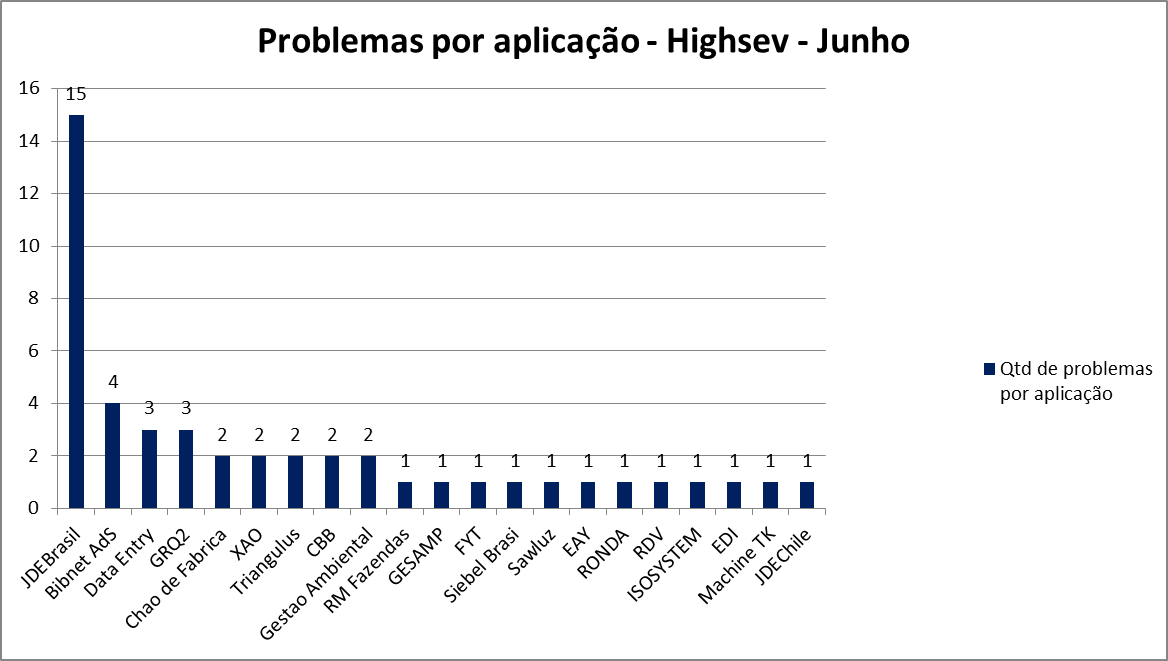 Problemas por aplicação - Highsev - Junho
16
14
12
10
8
6
4
2
0
15
4
3
3
2
2
2
2
2
1
1
1
1
1
1
1
1
1
1
1
1
JDEBrasil
Bibnet AdS
Data Entry
GRQ2
Chao de Fabrica
XAO
Triangulus
CBB
Gestao Ambiental
RM Fazendas
GESAMP
FYT
Siebel Brasi
Sawluz
EAY
RONDA
RDV
ISOSYSTEM
EDI
Machine TK
JDEChile
Qtd de problemas
por aplicação